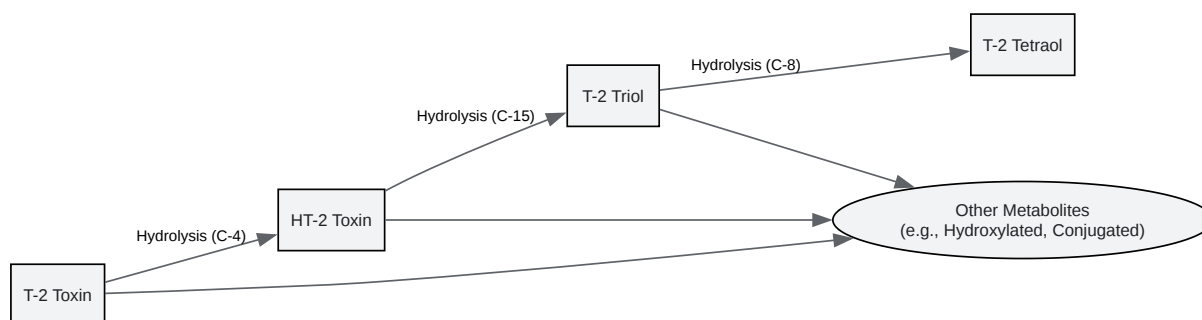 T-2 Tetraol
Hydrolysis (C-8)
T-2 Triol
Hydrolysis (C-15)
HT-2 Toxin
Other Metabolites
(e.g., Hydroxylated, Conjugated)
Hydrolysis (C-4)
T-2 Toxin